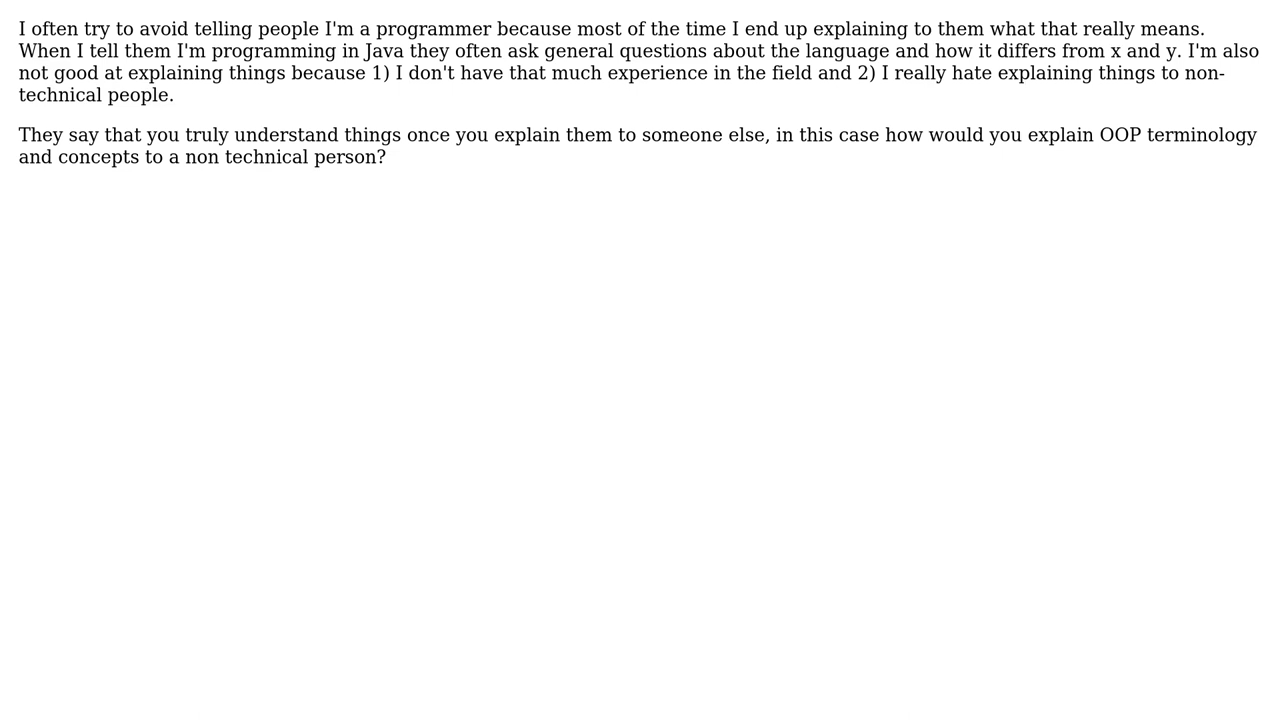 I often try to avoid telling people I'm a programmer because most of the time I end up explaining to them what that really means.
When I tell them I'm programming in Java they often ask general questions about the language and how it differs from x and y. I'm also
not good at explaining things because 1) I don't have that much experience in the field and 2) I really hate explaining things to non-
technical people.
They say that you truly understand things once you explain them to someone else, in this case how would you explain OOP terminology
and concepts to a non technical person?